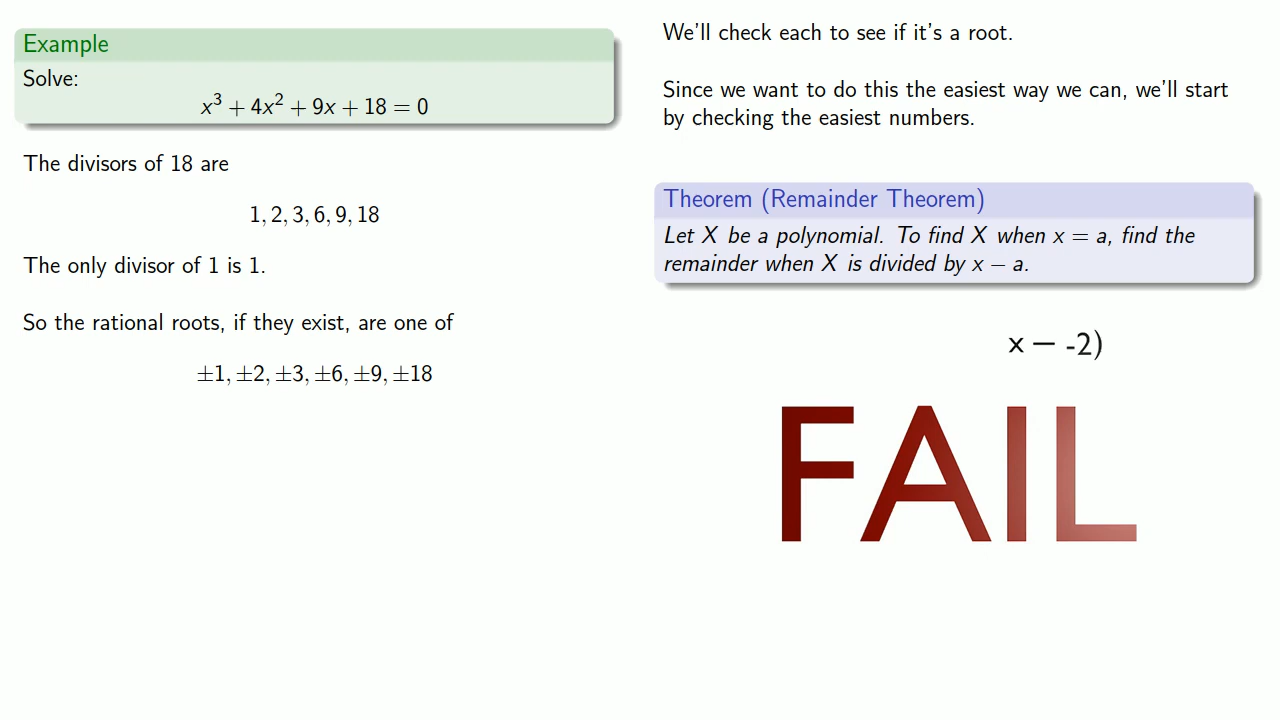 Example
Solve:
x³ + 4x² + 9x + 18 = 0
The divisors of 18 are
1, 2, 3, 6, 9, 18
The only divisor of 1 is 1.
So the rational roots, if they exist, are one of
±1, ±2, ±3, ±6, ±9, ±18
We'll check each to see if it's a root.
Since we want to do this the easiest way we can, we'll start
by checking the easiest numbers.
Theorem (Remainder Theorem)
Let X be a polynomial. To find X when x = a, find the
remainder when X is divided by x − a.
x − -2)
FAIL